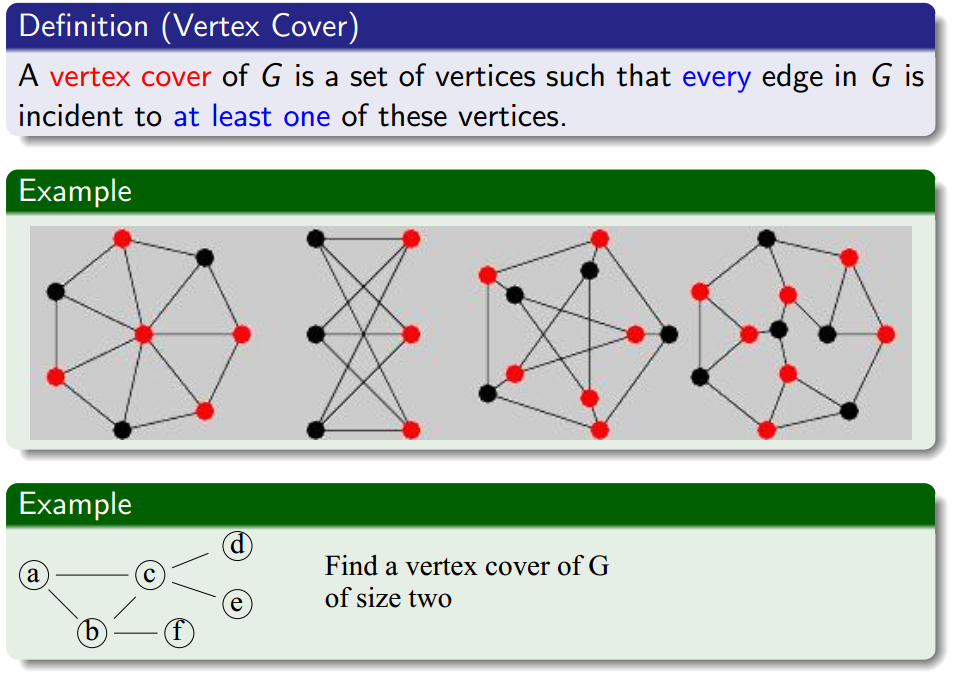 Definition (Vertex Cover)
A vertex cover of G is a set of vertices such that every edge in G is
incident to at least one of these vertices.
Example
Example
d
a
c
Find a vertex cover of G
of size two
e
b
f